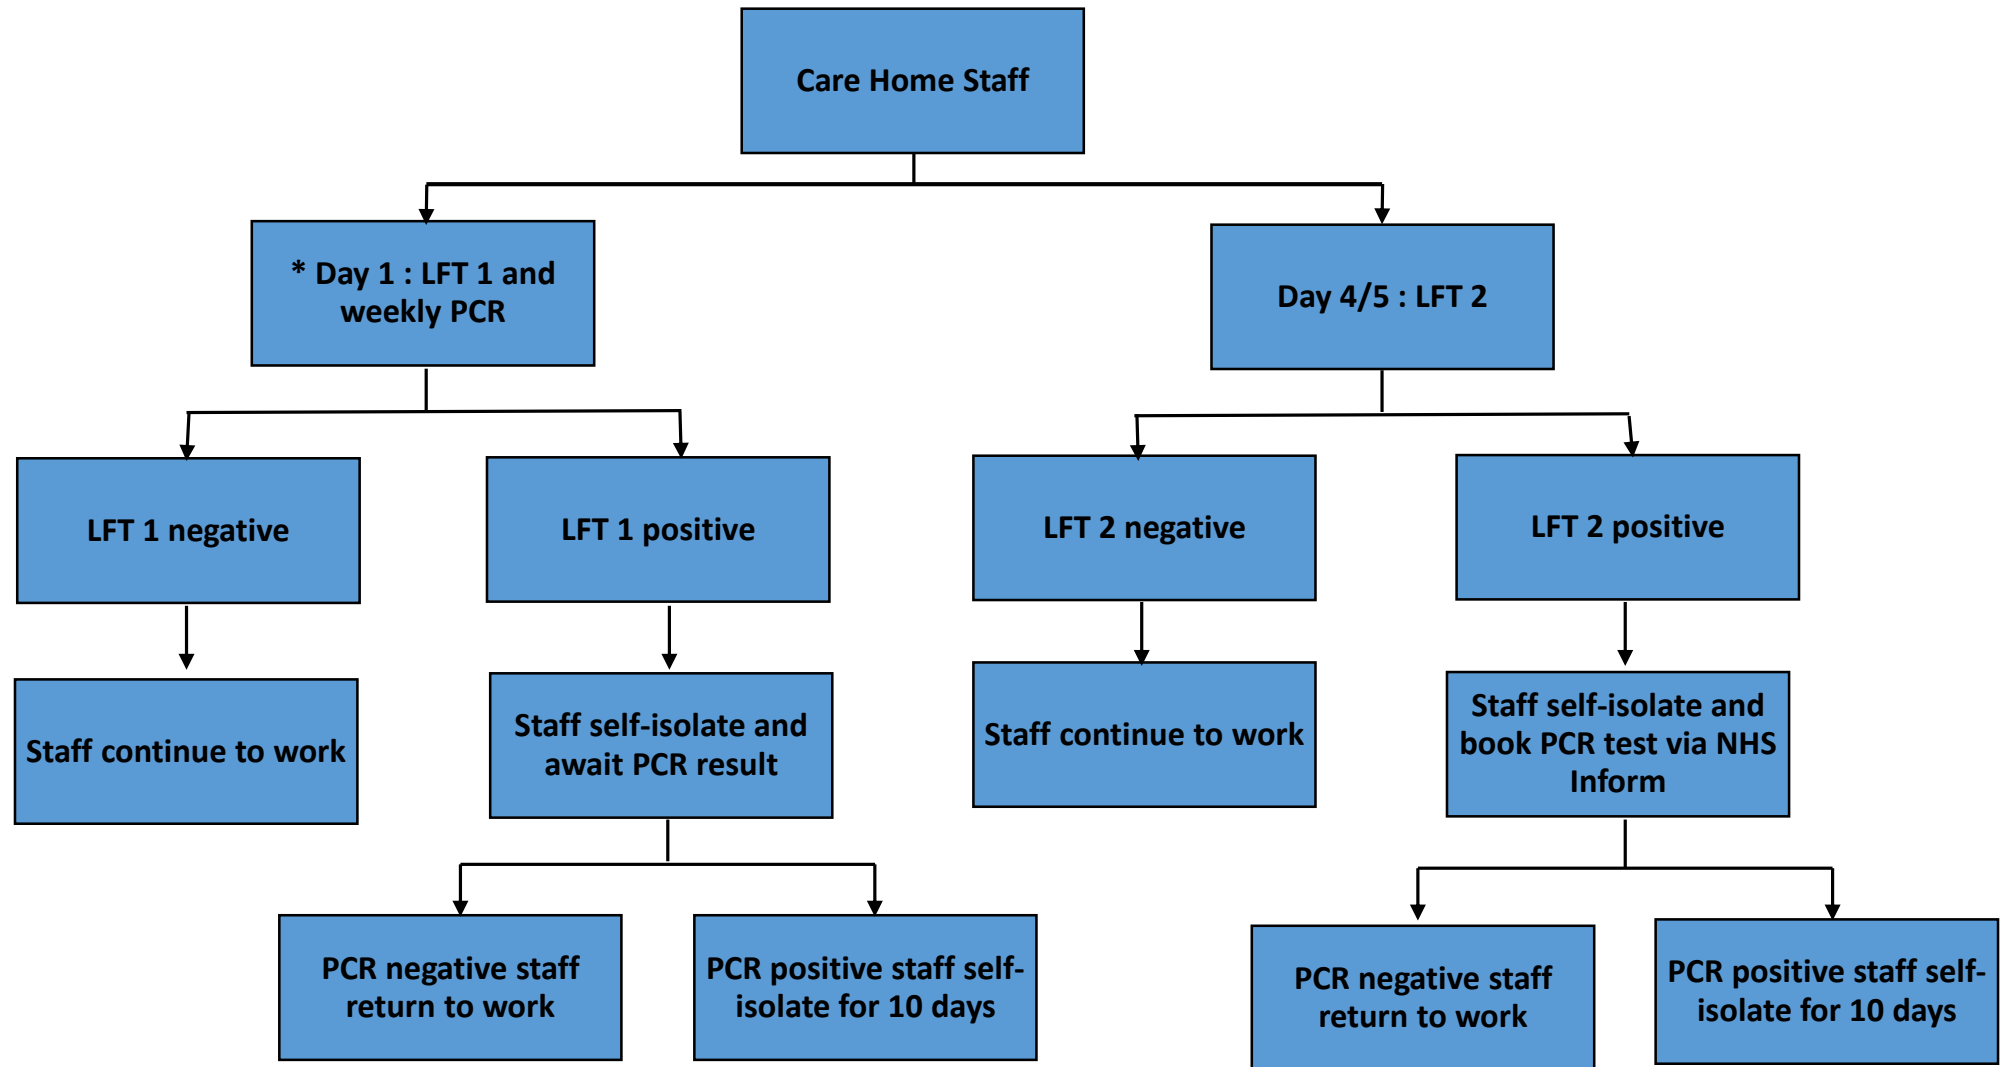 Care Home Staff
* Day 1 : LFT 1 and
weekly PCR
Day 4/5 : LFT 2
LFT 1 negative
LFT 1 positive
LFT 2 negative
LFT 2 positive
Staff continue to work
Staff self-isolate and
await PCR result
Staff continue to work
Staff self-isolate and
book PCR test via NHS
Inform
PCR negative staff
return to work
PCR positive staff self-
isolate for 10 days
PCR negative staff
return to work
PCR positive staff self-
isolate for 10 days